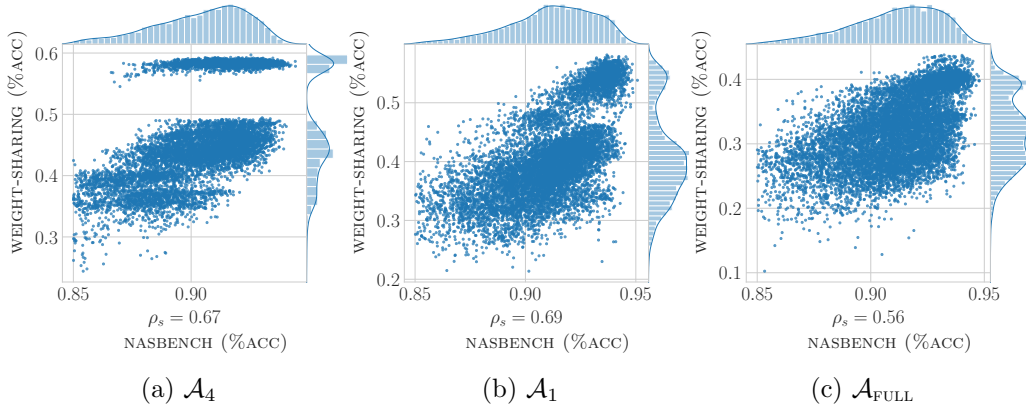 WEIGHT-SHARING (%ACC)
0.6
0.5
0.4
0.3
0.85
0.90
ρs = 0.67
NASBENCH (%ACC)
(a) A4
WEIGHT-SHARING (%ACC)
0.5
0.4
0.3
0.2
0.85
0.90
0.95
ρs = 0.69
NASBENCH (%ACC)
(b) A1
WEIGHT-SHARING (%ACC)
0.4
0.3
0.2
0.1
0.85
0.90
0.95
ρs = 0.56
NASBENCH (%ACC)
(c) AFULL